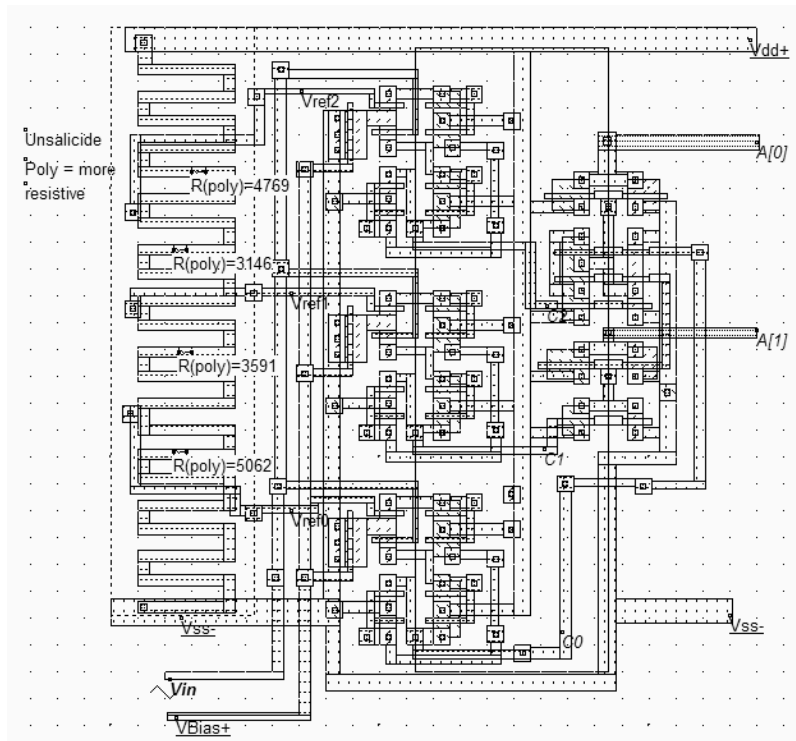 Vdd+
Vref2
Unsalicide
A[0]
Poly = more
R(poly)=4769
resistive
R(poly)=3146
Vref1
C2
A[1]
R(poly)=3591
C1
R(poly)=5062
Vref0
Vss-
Vss-
C0
Vin
VBias+